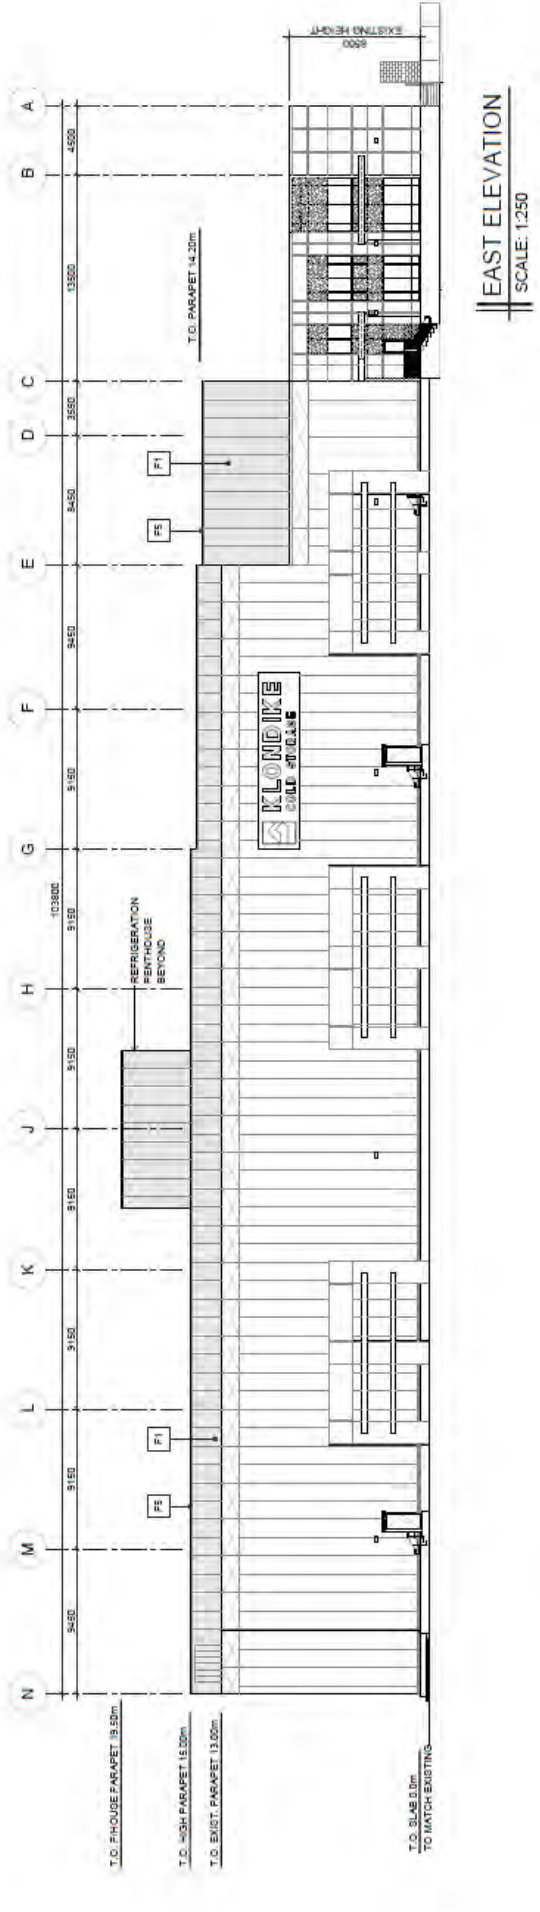 N M L K J H G F E D C B A
103800
9450 9150 9150 9150 9150 9150 9150 9450 8450 3550 13500 4500
T.O. P/HOUSE PARAPET 19.50m
REFRIGERATION
PENTHOUSE
BEYOND
T.O. PARAPET 14.20m
F5
F1
F5
F1
T.O. HIGH PARAPET 15.00m
T.O. EXIST. PARAPET 13.00m
KLONDIKE
COLD STORAGE
8500
EXISTING HEIGHT
T.O. SLAB 0.0m
TO MATCH EXISTING
EAST ELEVATION
SCALE: 1:250